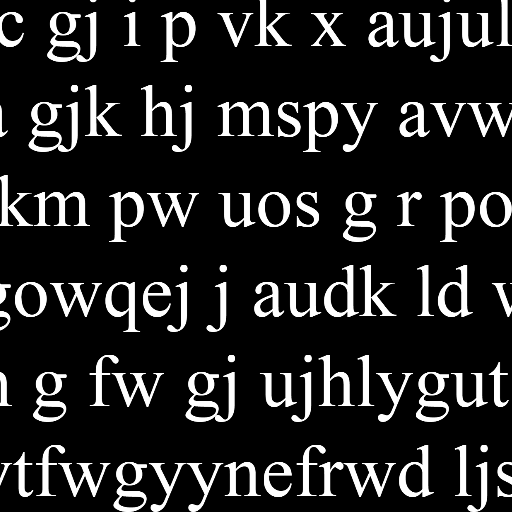 c gj i p vk x aujul
gjk hj mspy avw
km pw uos g r po
gowqej j audk ld v
g fw gj ujhlygut
ytfwgyynefrwd ljs